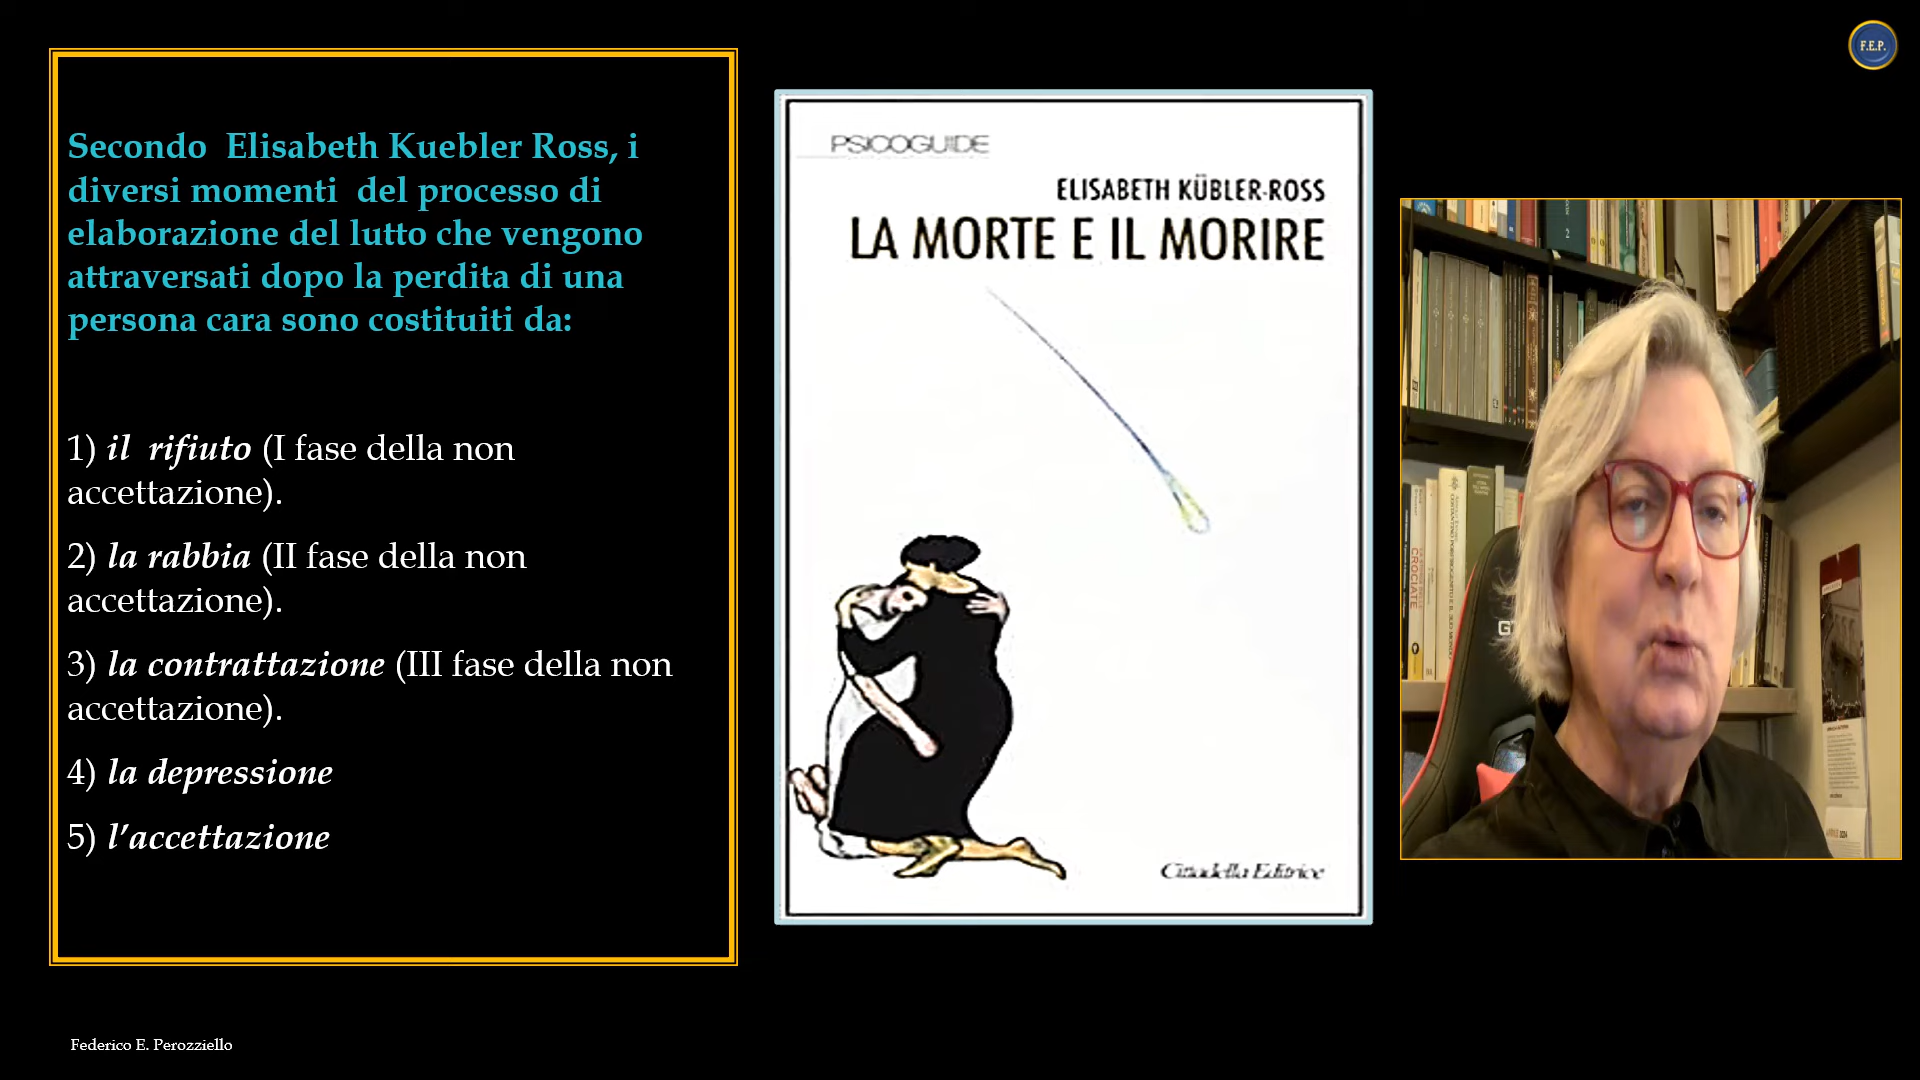 Secondo Elisabeth Kuebler Ross, i
diversi momenti del processo di
elaborazione del lutto che vengono
attraversati dopo la perdita di una
persona cara sono costituiti da:
1) il rifiuto (I fase della non
accettazione).
2) la rabbia (II fase della non
accettazione).
3) la contrattazione (III fase della non
accettazione).
4) la depressione
5) l’accettazione
Federico E. Perozziello
PSICOGUIDE
ELISABETH KÜBLER-ROSS
LA MORTE E IL MORIRE
Cittadella Editrice
F.E.P.
2
CROCIATE
G